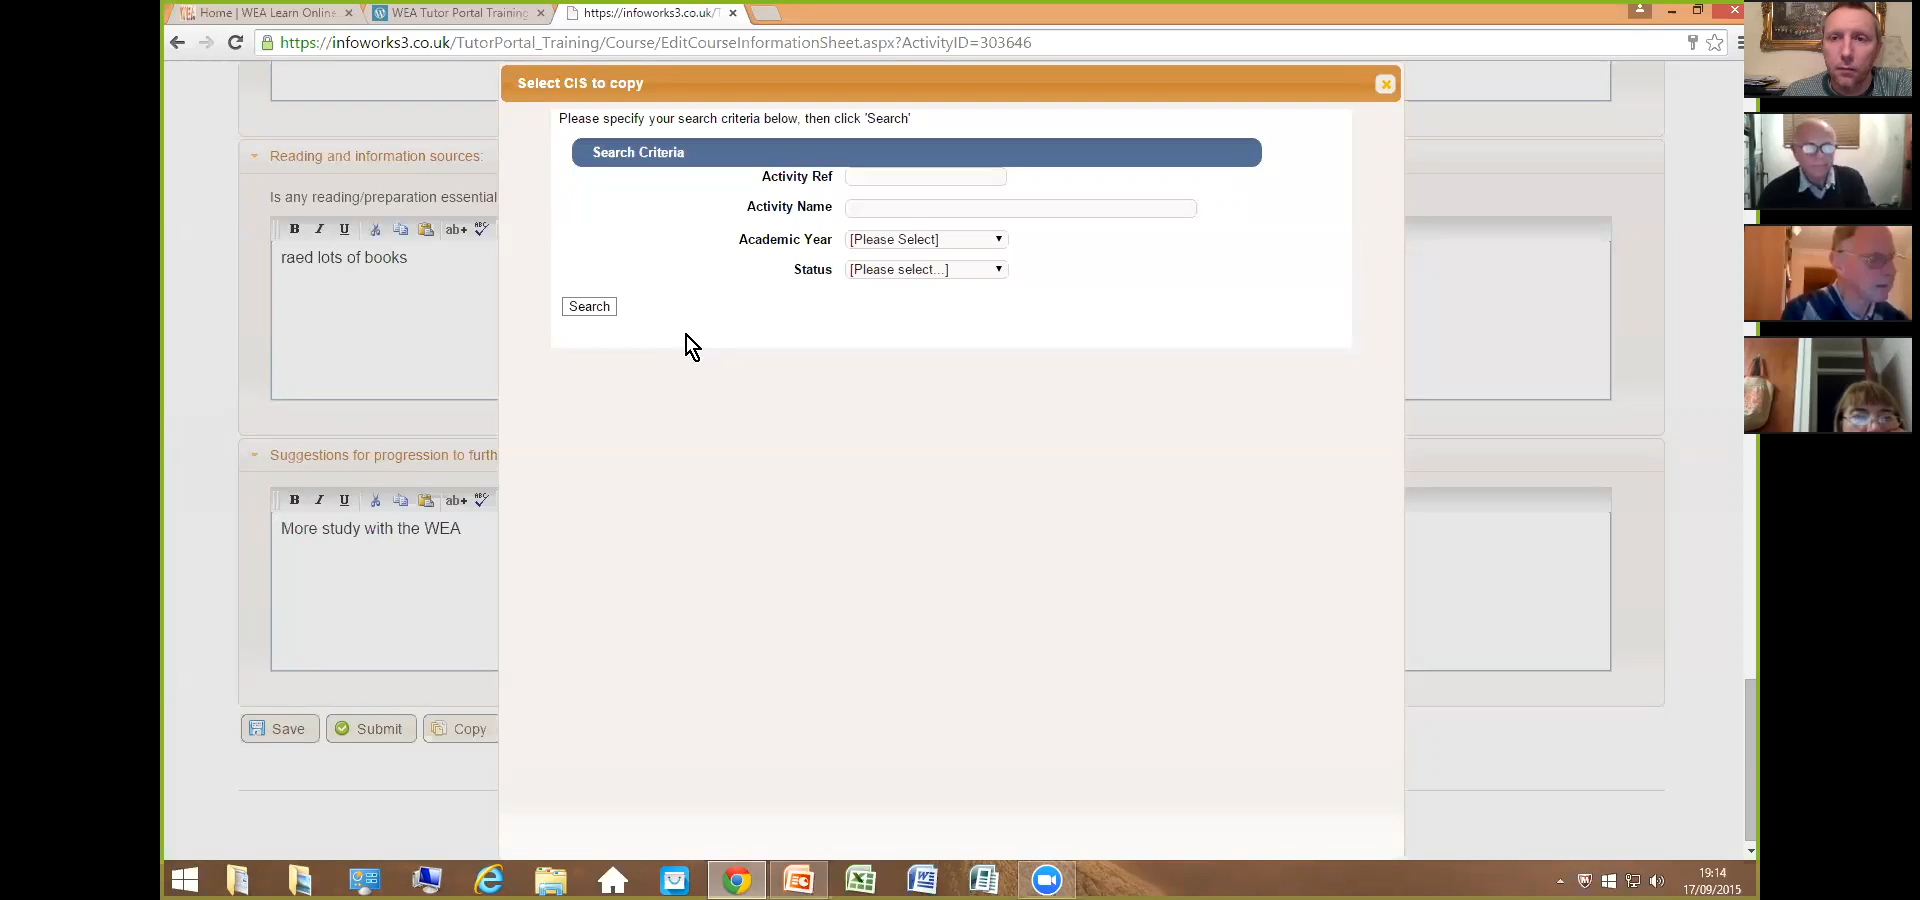 Home | WEA Learn Online
WEA Tutor Portal Training
https://infoworks3.co.uk/T
https://infoworks3.co.uk/TutorPortal_Training/Course/EditCourseInformationSheet.aspx?ActivityID=303646
Select CIS to copy
Please specify your search criteria below, then click 'Search'
Search Criteria
Activity Ref
Activity Name
Academic Year [Please Select]
Status [Please select...]
Search
Reading and information sources:
Is any reading/preparation essential
B I U ab+ ABC
raed lots of books
Suggestions for progression to furth
B I U ab+ ABC
More study with the WEA
Save Submit Copy
19:14
17/09/2015